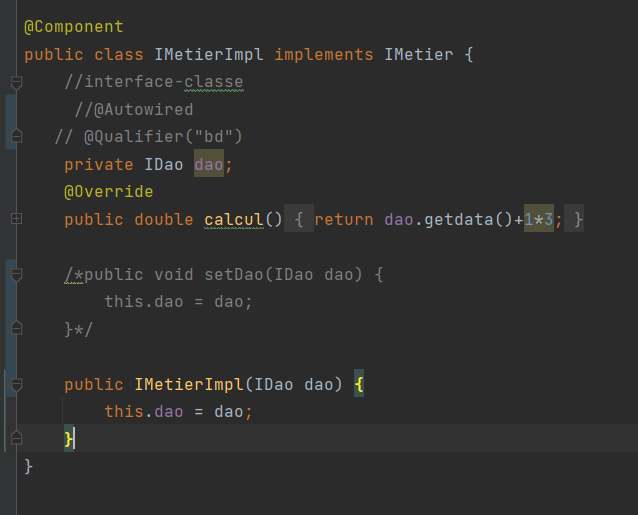 @Component
public class IMetierImpl implements IMetier {
//interface-classe
//@Autowired
// @Qualifier("bd")
private IDao dao;
@Override
public double calcul() { return dao.getdata()+1*3; }
/*public void setDao(IDao dao) {
this.dao = dao;
}*/
public IMetierImpl(IDao dao) {
this.dao = dao;
}
}